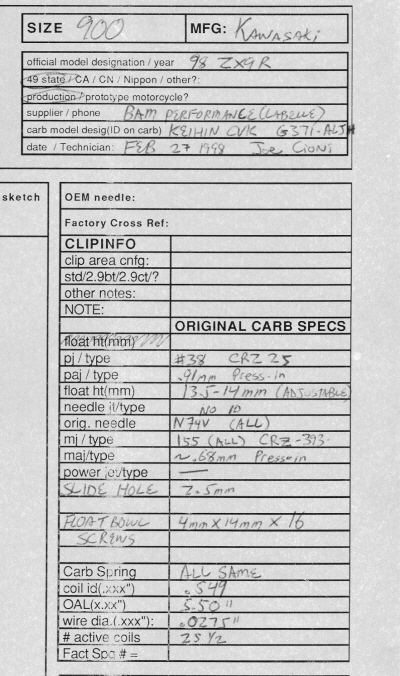 SIZE 900 MFG: KAWASAKi
official model designation / year 98 ZX9R
49 state / CA / CN / Nippon / other?:
production / prototype motorcycle?
supplier / phone BAM PERFORMANCE (LABELLE)
carb model desig(ID on carb) KEIHIN CVK G371-ALJH
date / Technician: FEB 27 1998 Joe Cioni
sketch
OEM needle:
Factory Cross Ref:
CLIPINFO
clip area cnfg:
std/2.9bt/2.9ct/?
other notes:
NOTE:
ORIGINAL CARB SPECS
float ht(mm)
pj / type #38 CRZ 25
paj / type .91mm Press-in
float ht(mm) 13.5-14mm (ADJUSTABLE)
needle jt/type NO ID
orig. needle N74V (ALL)
mj / type 155 (ALL) CRZ-393-
maj/type ~.68mm Press-in
power jet/type —
SLIDE HOLE 2.5mm
FLOAT BOWL 4mm X 14mm X 16
SCREWS
Carb Spring ALL SAME
coil id(.xxx") .549
OAL(x.xx") 5.50"
wire dia.(.xxx"): .0275"
# active coils 25 1/2
Fact Spg # =